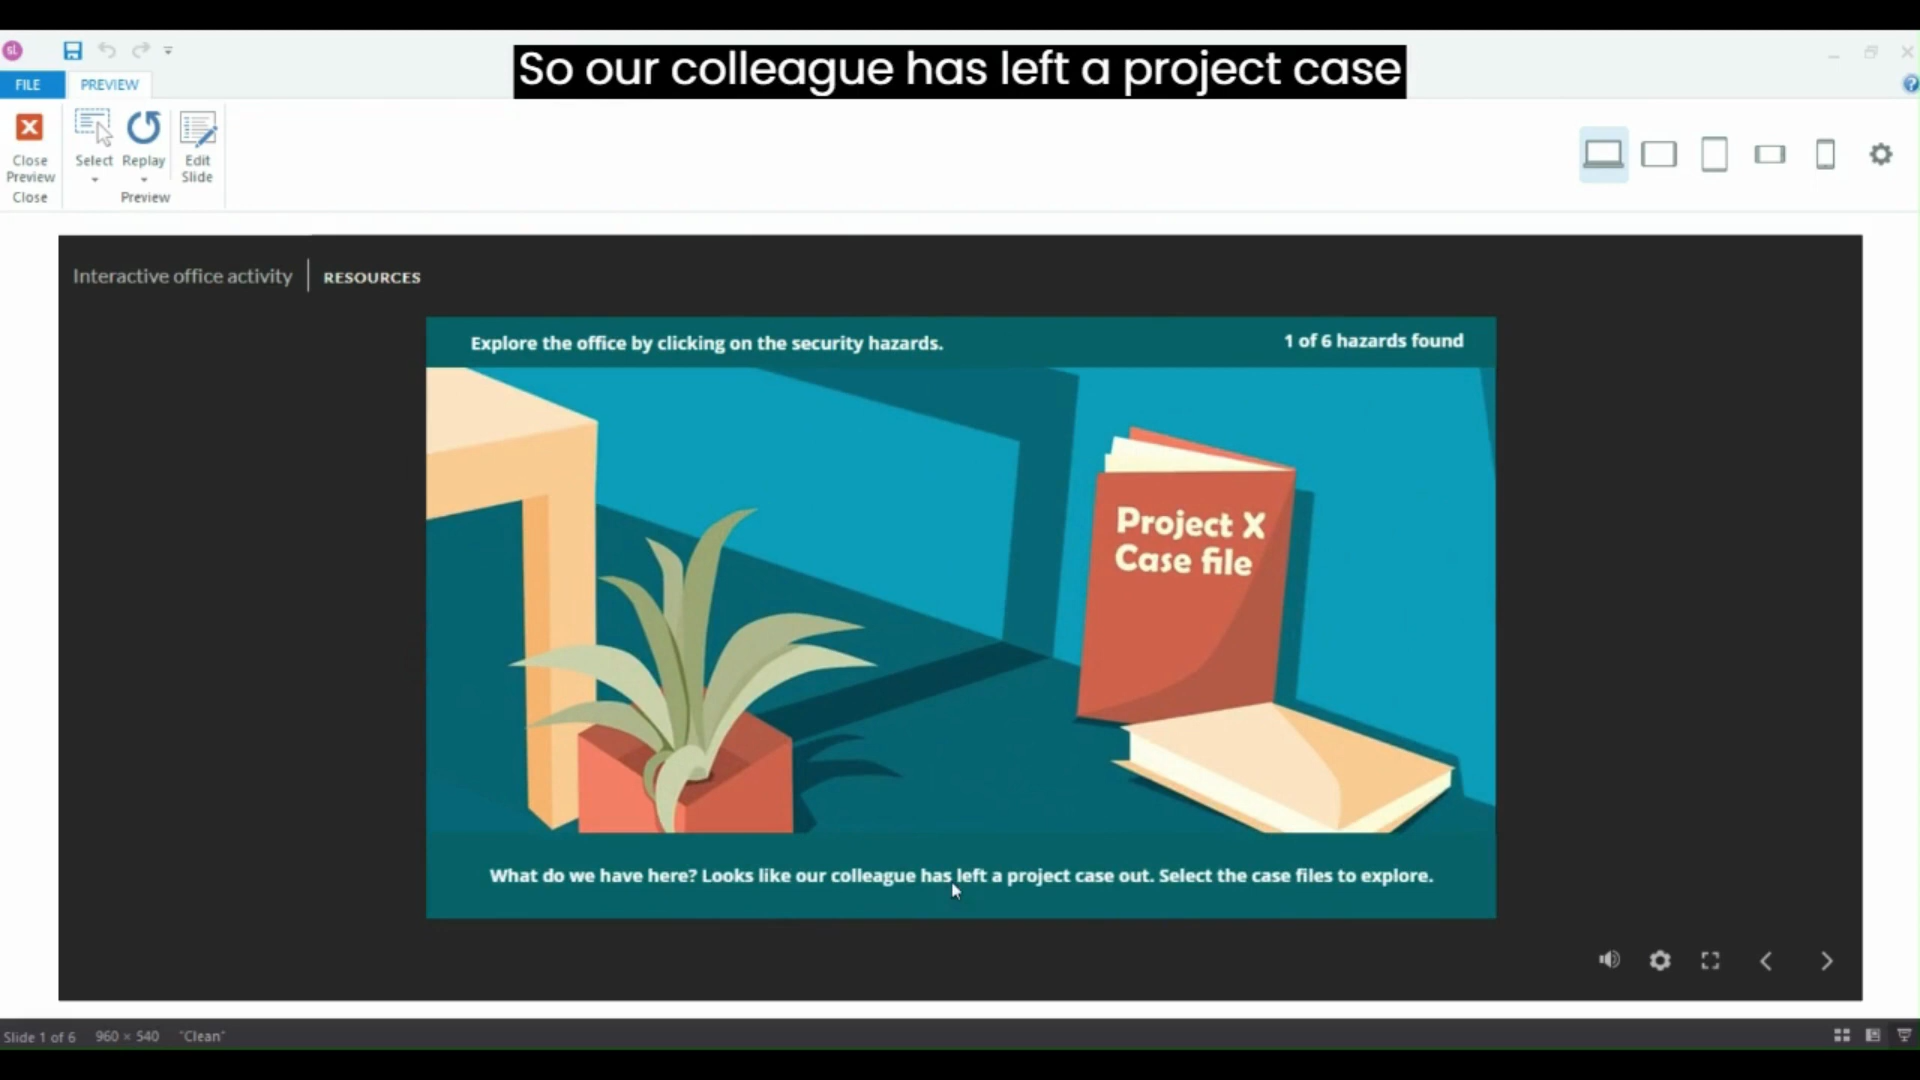 sl
So our colleague has left a project case
FILE
PREVIEW
?
Close
Preview
Select
Replay
Edit
Slide
Close
Preview
Interactive office activity
RESOURCES
Explore the office by clicking on the security hazards.
1 of 6 hazards found
Project X
Case file
What do we have here? Looks like our colleague has left a project case out. Select the case files to explore.
Slide 1 of 6
960 × 540
"Clean"